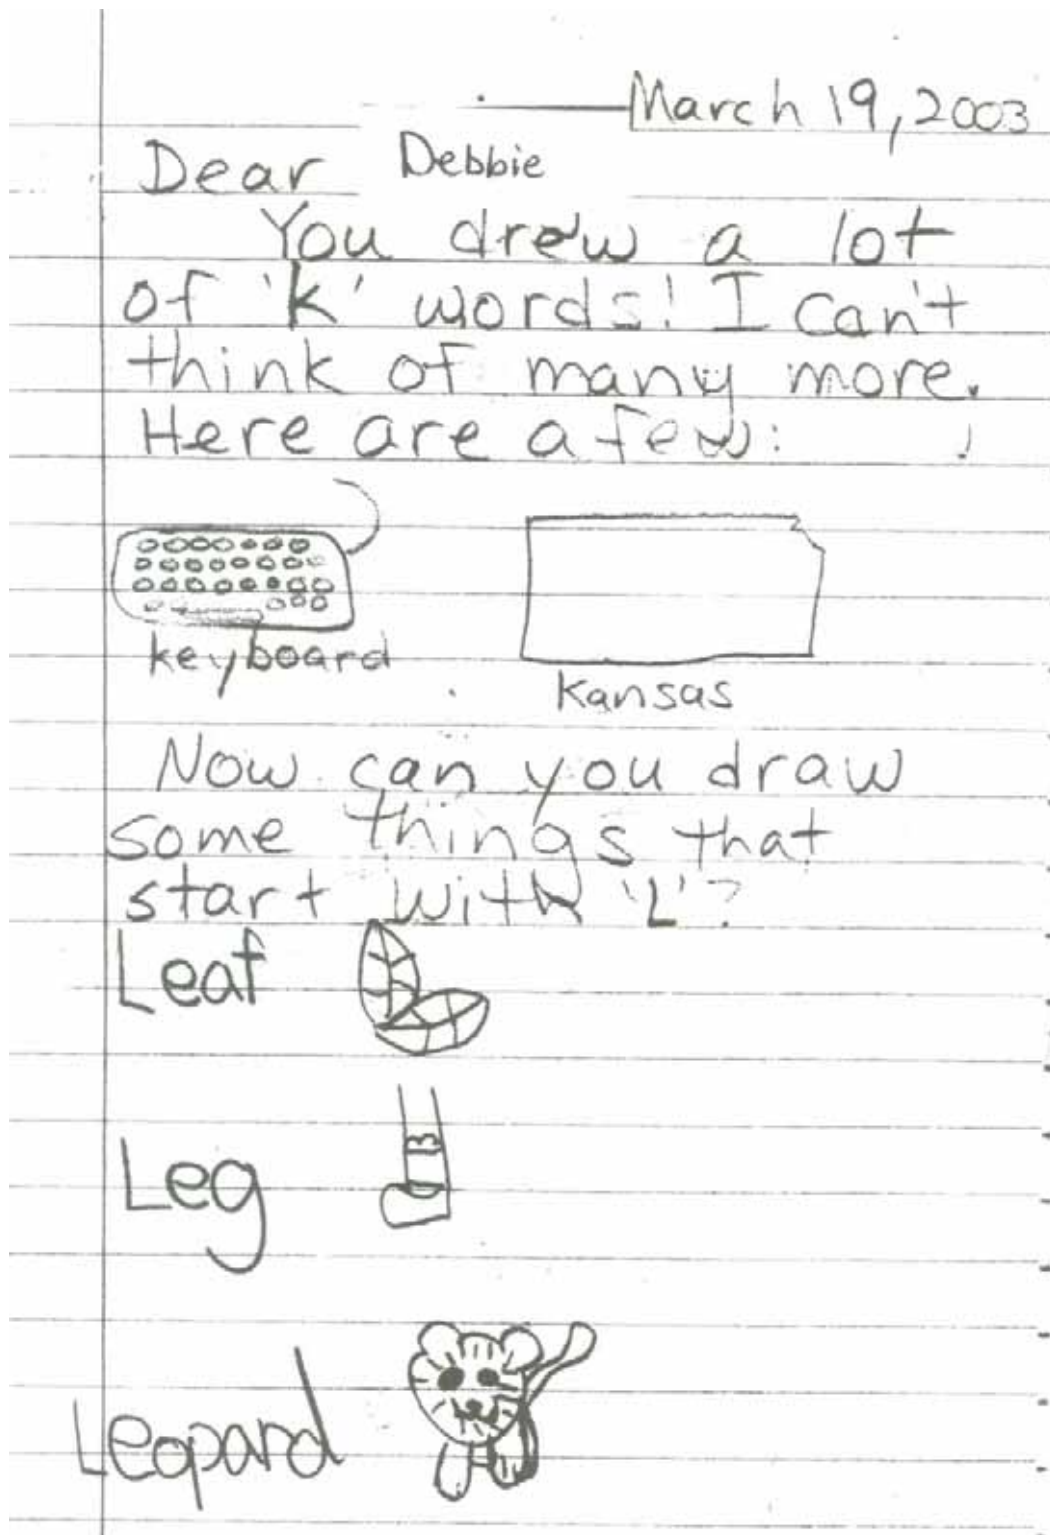 March 19, 2003
Dear Debbie
You drew a lot
of 'k' words! I can't
think of many more.
Here are a few:
keyboard
Kansas
Now can you draw
some things that
start with 'L'?
Leaf
Leg
Leopard